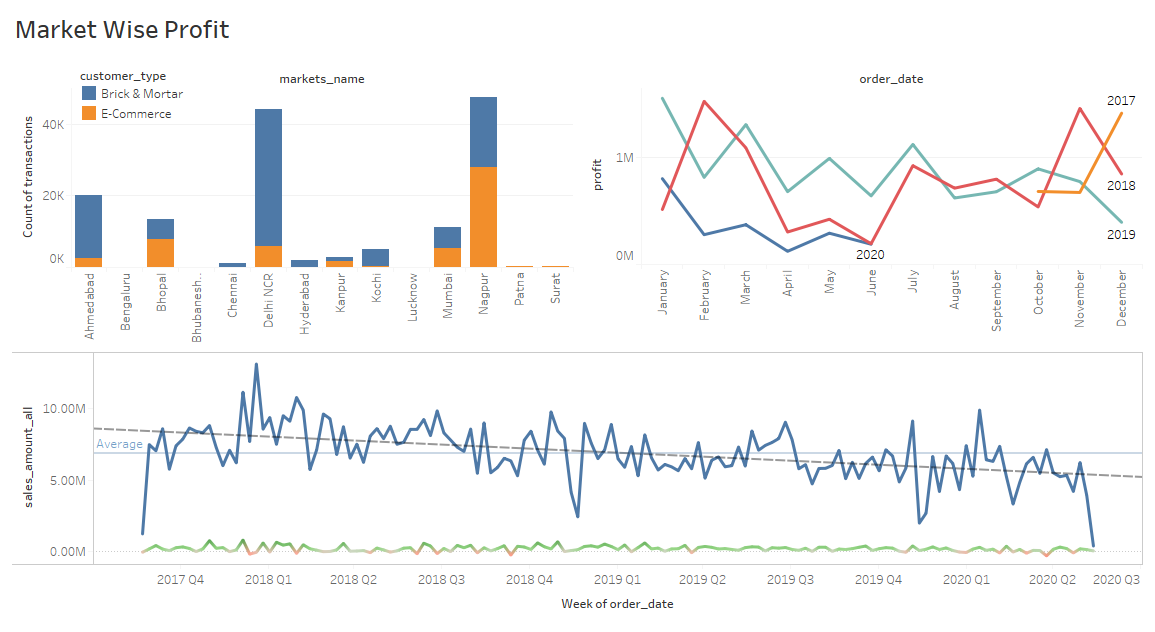 Market Wise Profit
customer_type
Brick & Mortar
E-Commerce
markets_name
Count of transactions
40K
20K
0K
Ahmedabad
Bengaluru
Bhopal
Bhubanesh..
Chennai
Delhi NCR
Hyderabad
Kanpur
Kochi
Lucknow
Mumbai
Nagpur
Patna
Surat
order_date
profit
1M
0M
2017
2018
2019
2020
January
February
March
April
May
June
July
August
September
October
November
December
sales_amount_all
10.00M
5.00M
0.00M
Average
2017 Q4
2018 Q1
2018 Q2
2018 Q3
2018 Q4
2019 Q1
2019 Q2
2019 Q3
2019 Q4
2020 Q1
2020 Q2
2020 Q3
Week of order_date